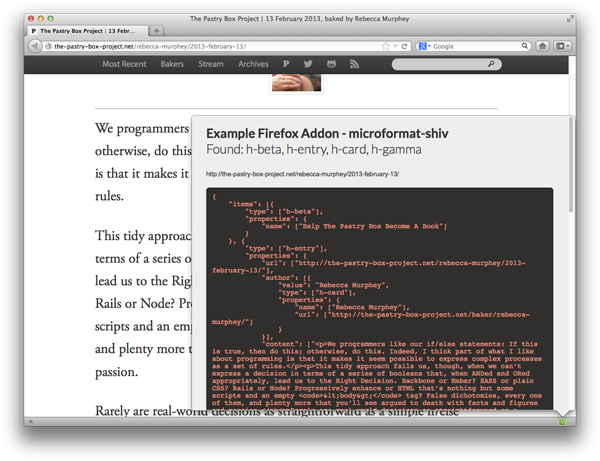 The Pastry Box Project | 13 February 2013, baked by Rebecca Murphey
P The Pastry Box Project | 13 Febr...
the-pastry-box-project.net/rebecca-murphey/2013-february-13/
Google
Most Recent Bakers Stream Archives
We programmers
otherwise, do this
is that it makes it
rules.
This tidy approac
terms of a series o
lead us to the Righ
Rails or Node? Pro
scripts and an emp
and plenty more t
passion.
Rarely are real-world decisions as straightforward as a simple if/else
Example Firefox Addon - microformat-shiv
Found: h-beta, h-entry, h-card, h-gamma
http://the-pastry-box-project.net/rebecca-murphey/2013-february-13/
{
"items": [{
"type": ["h-beta"],
"properties": {
"name": ["Help The Pastry Box Become A Book"]
}
}, {
"type": ["h-entry"],
"properties": {
"url": ["http://the-pastry-box-project.net/rebecca-murphey/2013-
february-13/"],
"author": [{
"value": "Rebecca Murphey",
"type": ["h-card"],
"properties": {
"name": ["Rebecca Murphey"],
"url": ["http://the-pastry-box-project.net/baker/rebecca-
murphey/"]
}
}],
"content": ["<p>We programmers like our if/else statements: If this
is true, then do this; otherwise, do this. Indeed, I think part of what I like
about programming is that it makes it seem possible to express complex processes
as a set of rules.</p><p>This tidy approach fails us, though, when we can't
express a decision in terms of a series of booleans that, when ANDed and ORed
appropriately, lead us to the Right Decision. Backbone or Ember? SASS or plain
CSS? Rails or Node? Progressively enhance or HTML that's nothing but some
scripts and an empty <code>&lt;body&gt;</code> tag? False dichotomies, every one
of them, and plenty more that you'll see argued to death with facts and figures